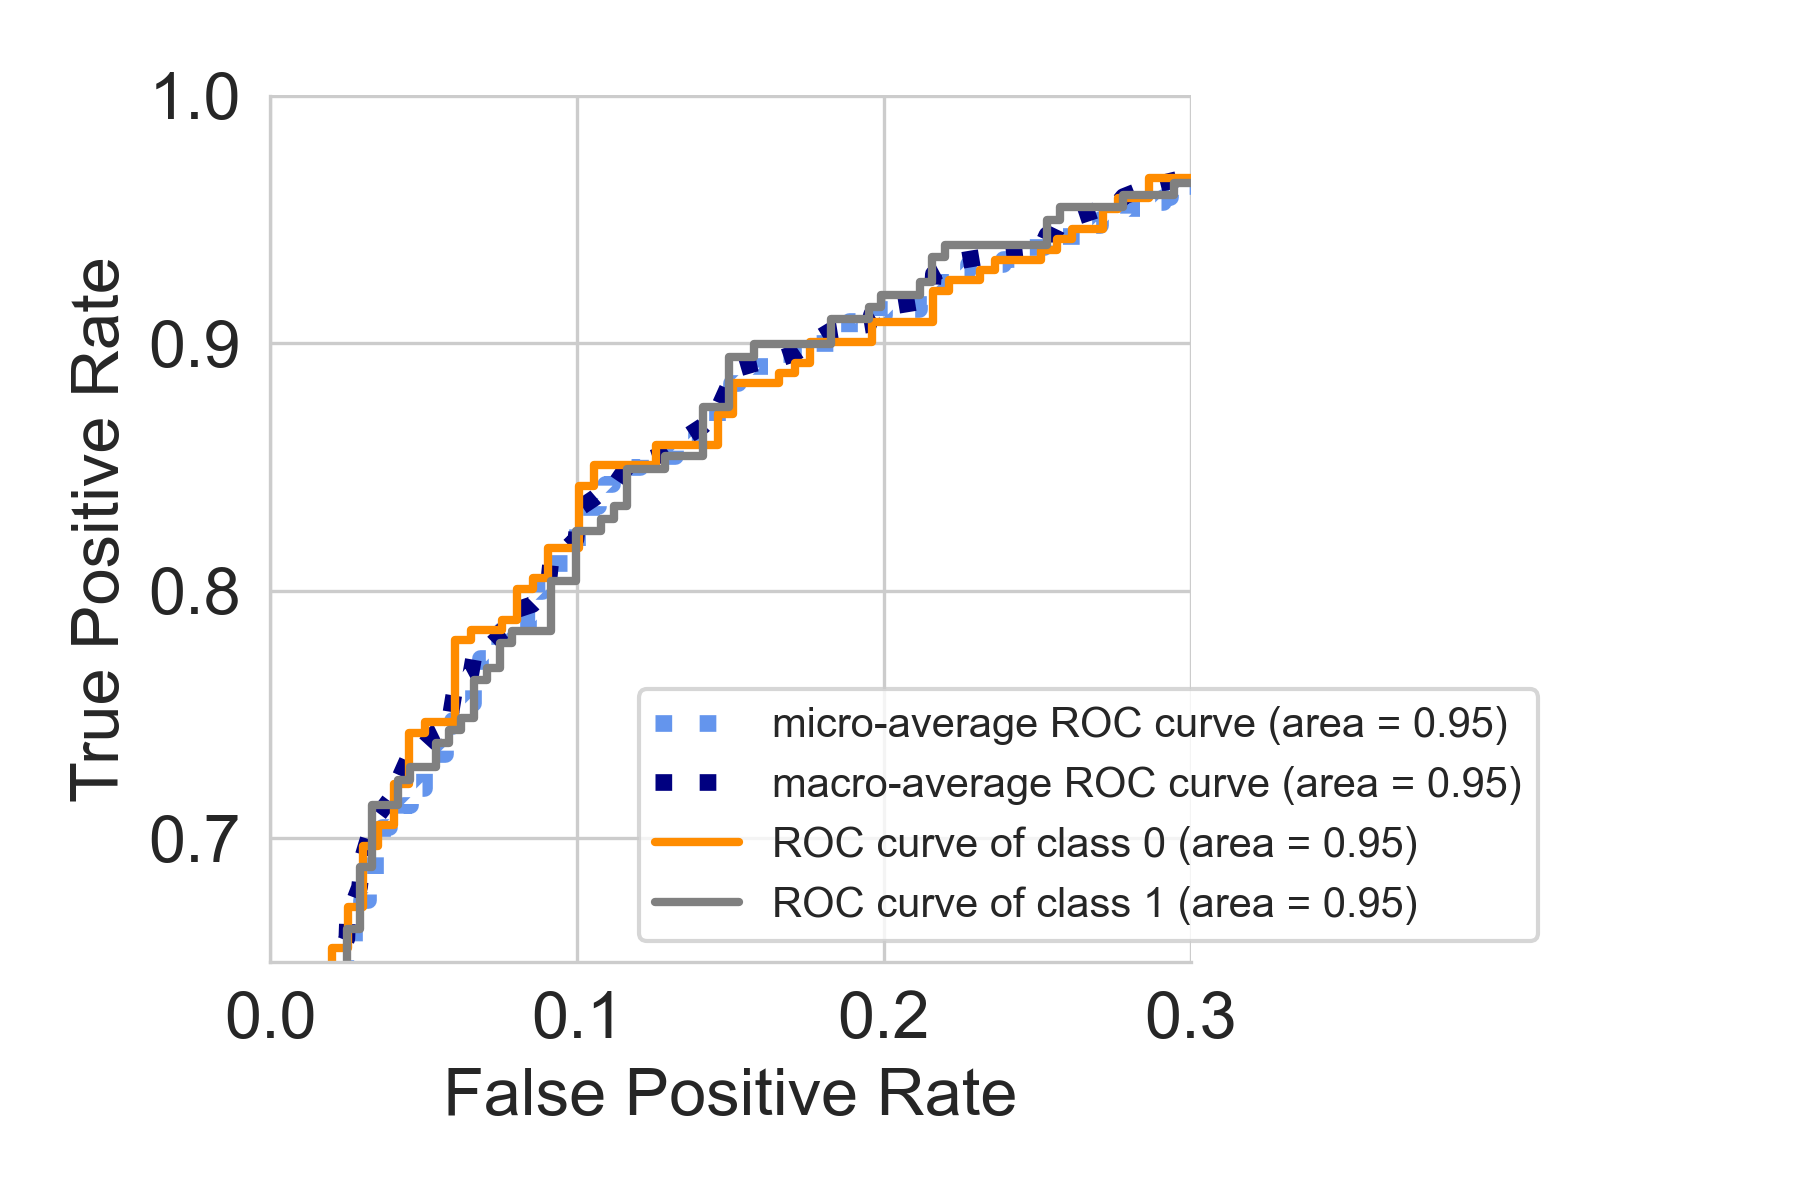 1.0
0.9
0.8
0.7
True Positive Rate
micro-average ROC curve (area = 0.95)
macro-average ROC curve (area = 0.95)
ROC curve of class 0 (area = 0.95)
ROC curve of class 1 (area = 0.95)
0.0 0.1 0.2 0.3
False Positive Rate